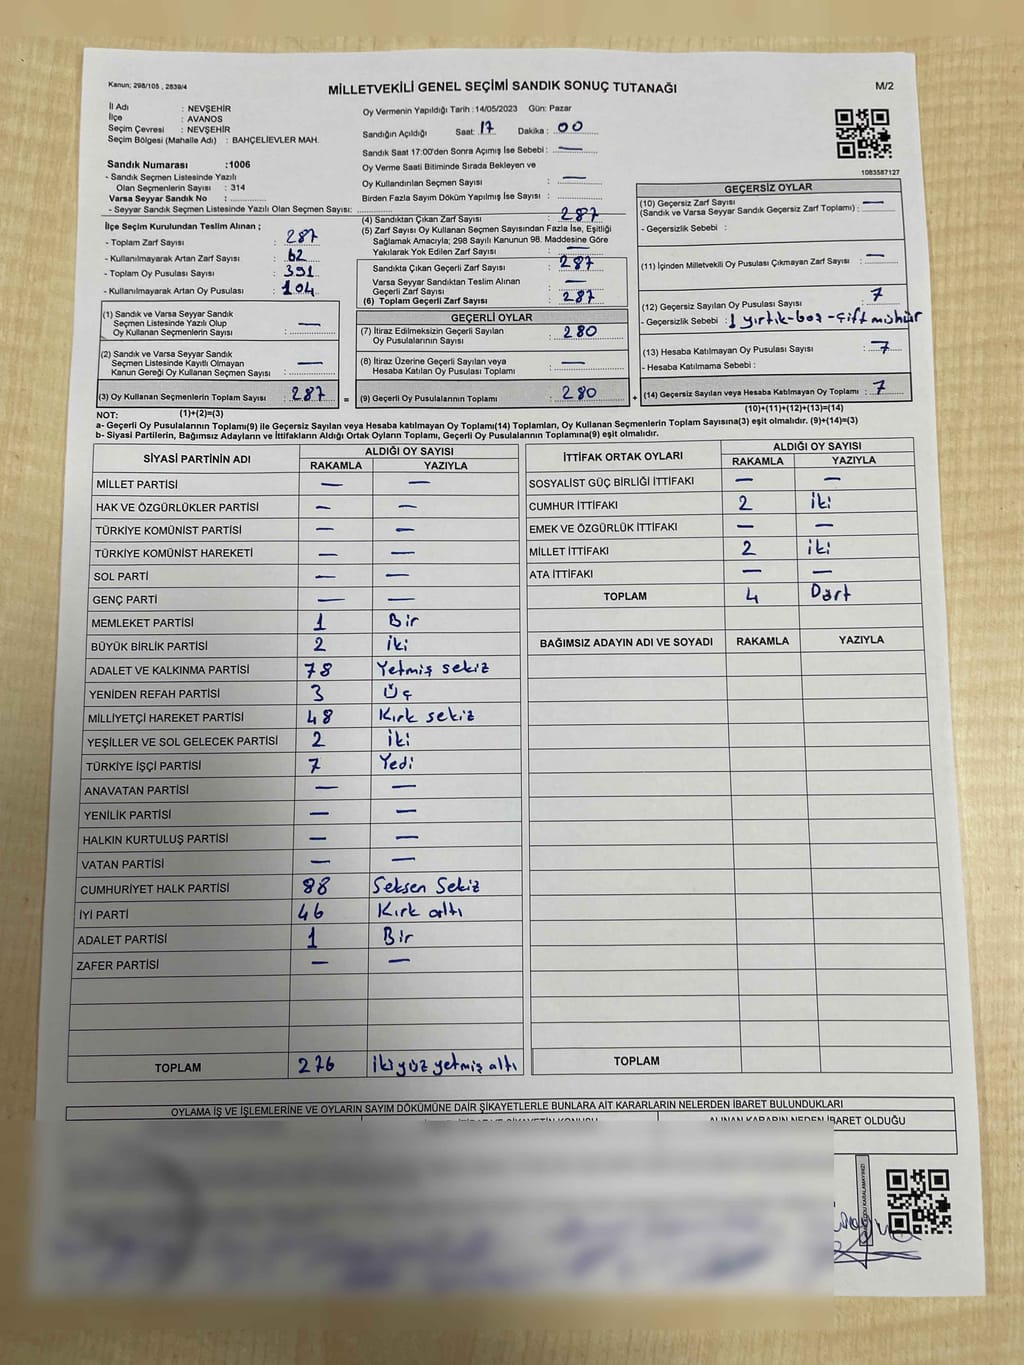 Kanun; 298/105 , 2839/4
MİLLETVEKİLİ GENEL SEÇİMİ SANDIK SONUÇ TUTANAĞI
M/2
İl Adı : NEVŞEHİR
İlçe : AVANOS
Seçim Çevresi : NEVŞEHİR
Seçim Bölgesi (Mahalle Adı) : BAHÇELİEVLER MAH.
Sandık Numarası :1006
- Sandık Seçmen Listesinde Yazılı
Olan Seçmenlerin Sayısı : 314
Varsa Seyyar Sandık No :
- Seyyar Sandık Seçmen Listesinde Yazılı Olan Seçmen Sayısı:
İlçe Seçim Kurulundan Teslim Alınan ;
- Toplam Zarf Sayısı : 287
- Kullanılmayarak Artan Zarf Sayısı : 62
- Toplam Oy Pusulası Sayısı : 391
- Kullanılmayarak Artan Oy Pusulası : 104
(1) Sandık ve Varsa Seyyar Sandık
Seçmen Listesinde Yazılı Olup
Oy Kullanan Seçmenlerin Sayısı : —
(2) Sandık ve Varsa Seyyar Sandık
Seçmen Listesinde Kayıtlı Olmayan
Kanun Gereği Oy Kullanan Seçmen Sayısı : —
(3) Oy Kullanan Seçmenlerin Toplam Sayısı : 287 =
(1)+(2)=(3)
Oy Vermenin Yapıldığı Tarih : 14/05/2023 Gün: Pazar
Sandığın Açıldığı Saat: 17 Dakika : 00
Sandık Saat 17:00'den Sonra Açımış İse Sebebi : —
Oy Verme Saati Bitiminde Sırada Bekleyen ve
Oy Kullandırılan Seçmen Sayısı : —
Birden Fazla Sayım Döküm Yapılmış İse Sayısı :
(4) Sandıktan Çıkan Zarf Sayısı : 287
(5) Zarf Sayısı Oy Kullanan Seçmen Sayısından Fazla İse, Eşitliği
Sağlamak Amacıyla; 298 Sayılı Kanunun 98. Maddesine Göre
Yakılarak Yok Edilen Zarf Sayısı : —
Sandıkta Çıkan Geçerli Zarf Sayısı : 287
Varsa Seyyar Sandıktan Teslim Alınan
Geçerli Zarf Sayısı : —
(6) Toplam Geçerli Zarf Sayısı : 287
GEÇERLİ OYLAR
(7) İtiraz Edilmeksizin Geçerli Sayılan
Oy Pusulalarının Sayısı : 280
(8) İtiraz Üzerine Geçerli Sayılan veya
Hesaba Katılan Oy Pusulası Toplamı : —
(9) Geçerli Oy Pusulalarının Toplamı : 280 +
1083587127
GEÇERSİZ OYLAR
(10) Geçersiz Zarf Sayısı
(Sandık ve Varsa Seyyar Sandık Geçersiz Zarf Toplamı) : —
- Geçersizlik Sebebi :
(11) İçinden Milletvekili Oy Pusulası Çıkmayan Zarf Sayısı : —
(12) Geçersiz Sayılan Oy Pusulası Sayısı : 7
- Geçersizlik Sebebi : 1 yırtık-boş-çift mühür
(13) Hesaba Katılmayan Oy Pusulası Sayısı : 7
- Hesaba Katılmama Sebebi :
(14) Geçersiz Sayılan veya Hesaba Katılmayan Oy Toplamı : 7
(10)+(11)+(12)+(13)=(14)
NOT:
a- Geçerli Oy Pusulalarının Toplamı(9) ile Geçersiz Sayılan veya Hesaba katılmayan Oy Toplamı(14) Toplamları, Oy Kullanan Seçmenlerin Toplam Sayısına(3) eşit olmalıdır. (9)+(14)=(3)
b- Siyasi Partilerin, Bağımsız Adayların ve İttifakların Aldığı Ortak Oyların Toplamı, Geçerli Oy Pusulalarının Toplamına(9) eşit olmalıdır.
SİYASİ PARTİNİN ADI ALDIĞI OY SAYISI
RAKAMLA YAZIYLA
MİLLET PARTİSİ — —
HAK VE ÖZGÜRLÜKLER PARTİSİ — —
TÜRKİYE KOMÜNİST PARTİSİ — —
TÜRKİYE KOMÜNİST HAREKETİ — —
SOL PARTİ — —
GENÇ PARTİ — —
MEMLEKET PARTİSİ 1 Bir
BÜYÜK BİRLİK PARTİSİ 2 iki
ADALET VE KALKINMA PARTİSİ 78 Yetmiş sekiz
YENİDEN REFAH PARTİSİ 3 Üç
MİLLİYETÇİ HAREKET PARTİSİ 48 Kırk sekiz
YEŞİLLER VE SOL GELECEK PARTİSİ 2 iki
TÜRKİYE İŞÇİ PARTİSİ 7 Yedi
ANAVATAN PARTİSİ — —
YENİLİK PARTİSİ — —
HALKIN KURTULUŞ PARTİSİ — —
VATAN PARTİSİ — —
CUMHURİYET HALK PARTİSİ 88 Seksen Sekiz
İYİ PARTİ 46 Kırk altı
ADALET PARTİSİ 1 Bir
ZAFER PARTİSİ — —
TOPLAM 276 ikiyüz yetmiş altı
İTTİFAK ORTAK OYLARI ALDIĞI OY SAYISI
RAKAMLA YAZIYLA
SOSYALİST GÜÇ BİRLİĞİ İTTİFAKI — —
CUMHUR İTTİFAKI 2 iki
EMEK VE ÖZGÜRLÜK İTTİFAKI — —
MİLLET İTTİFAKI 2 iki
ATA İTTİFAKI — —
TOPLAM 4 Dört
BAĞIMSIZ ADAYIN ADI VE SOYADI RAKAMLA YAZIYLA
TOPLAM
OYLAMA İŞ VE İŞLEMLERİNE VE OYLARIN SAYIM DÖKÜMÜNE DAİR ŞİKAYETLERLE BUNLARA AİT KARARLARIN NELERDEN İBARET BULUNDUKLARI
ALINAN KARARIN NEDEN İBARET OLDUĞU